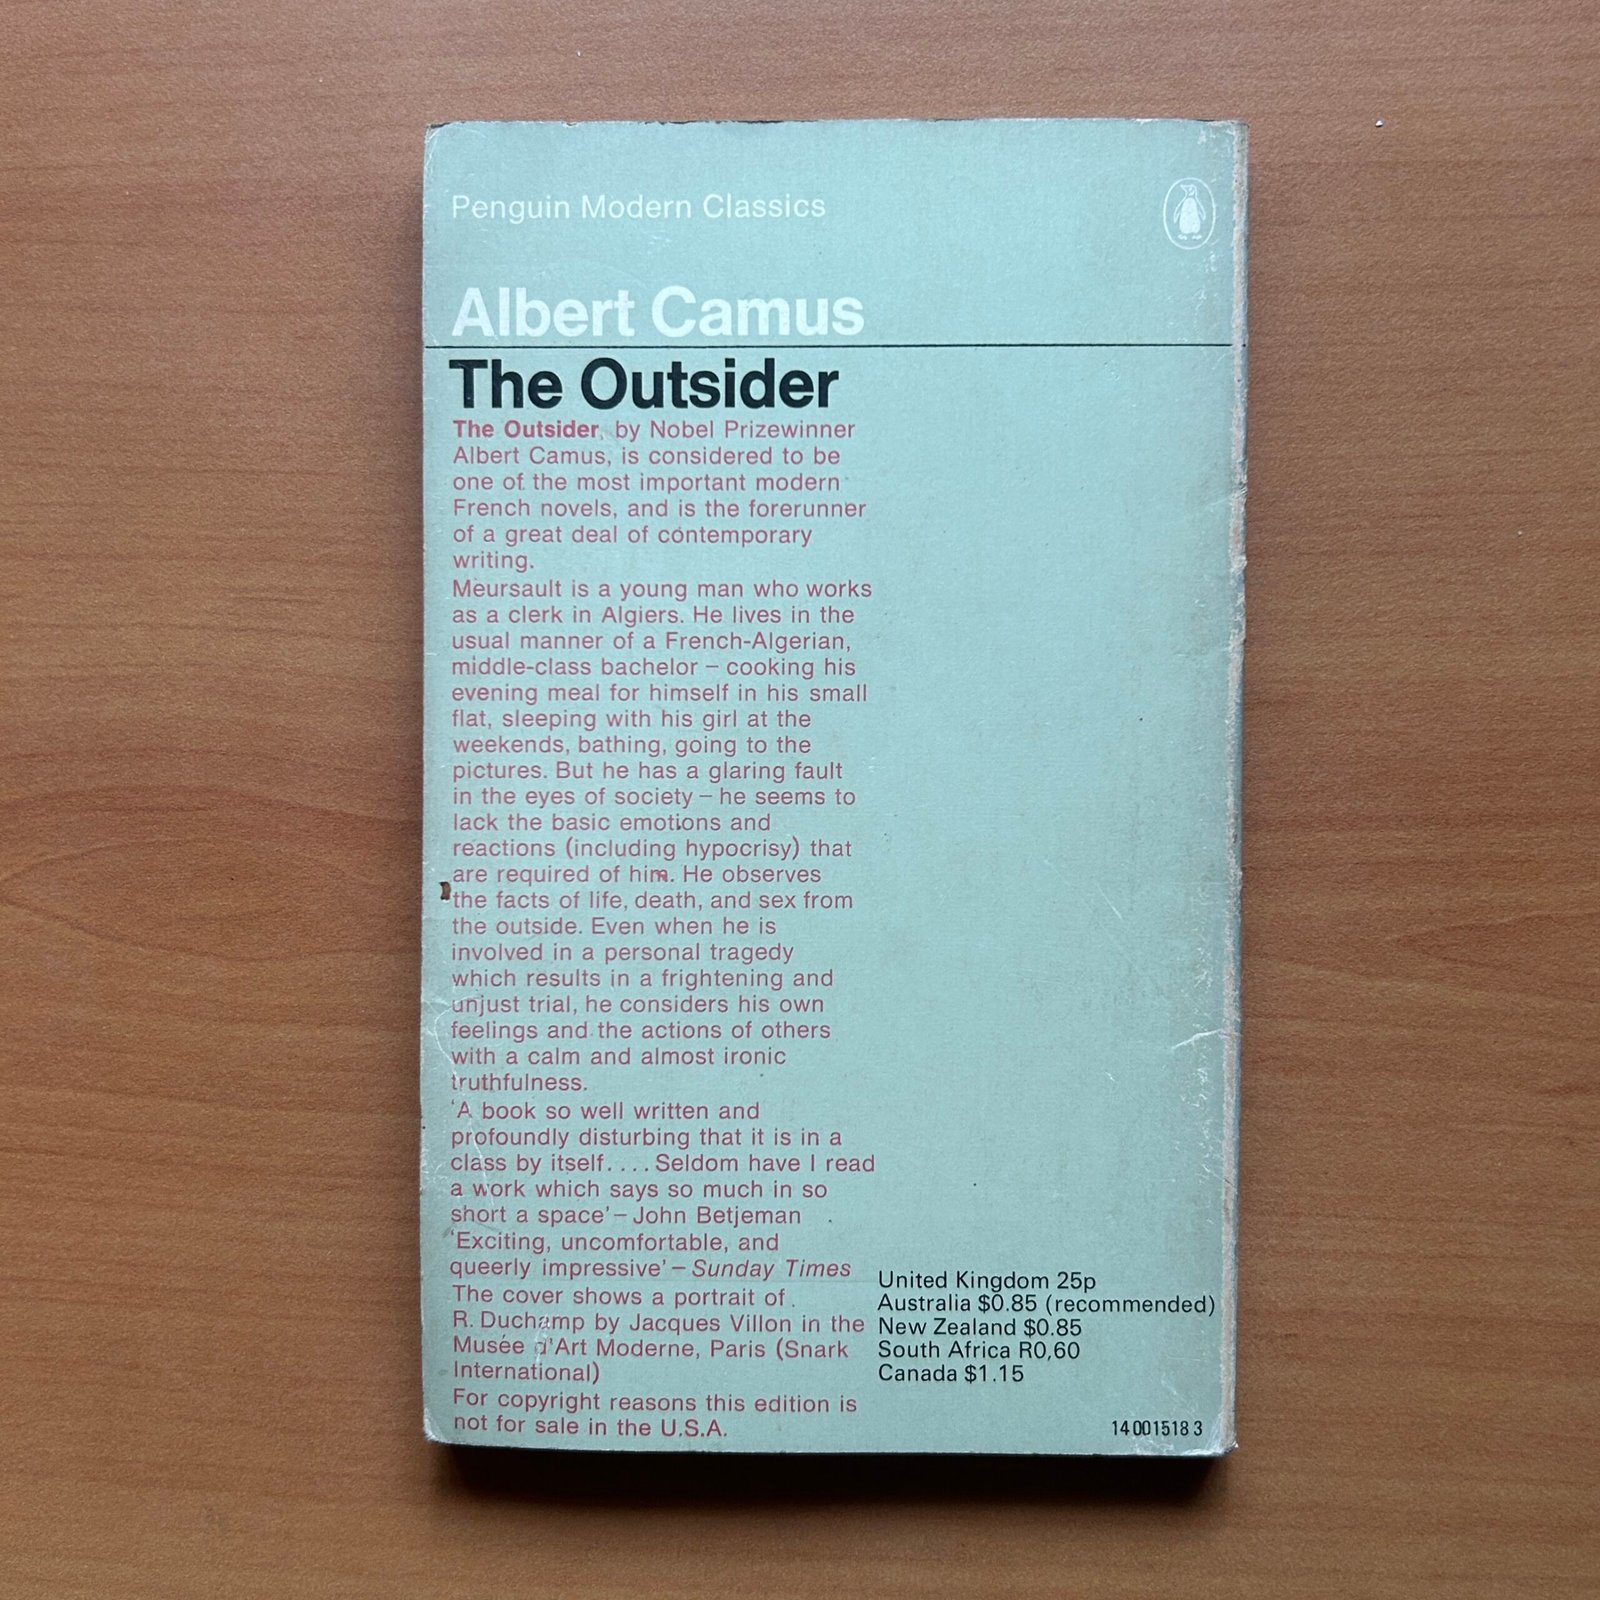 Penguin Modern Classics
Albert Camus
The Outsider
The Outsider, by Nobel Prizewinner
Albert Camus, is considered to be
one of the most important modern
French novels, and is the forerunner
of a great deal of contemporary
writing.
Meursault is a young man who works
as a clerk in Algiers. He lives in the
usual manner of a French-Algerian,
middle-class bachelor – cooking his
evening meal for himself in his small
flat, sleeping with his girl at the
weekends, bathing, going to the
pictures. But he has a glaring fault
in the eyes of society – he seems to
lack the basic emotions and
reactions (including hypocrisy) that
are required of him. He observes
the facts of life, death, and sex from
the outside. Even when he is
involved in a personal tragedy
which results in a frightening and
unjust trial, he considers his own
feelings and the actions of others
with a calm and almost ironic
truthfulness.
‘A book so well written and
profoundly disturbing that it is in a
class by itself. . . . Seldom have I read
a work which says so much in so
short a space’ – John Betjeman
‘Exciting, uncomfortable, and
queerly impressive’ – Sunday Times
The cover shows a portrait of
R. Duchamp by Jacques Villon in the
Musée d’Art Moderne, Paris (Snark
International)
For copyright reasons this edition is
not for sale in the U.S.A.
United Kingdom 25p
Australia $0.85 (recommended)
New Zealand $0.85
South Africa R0,60
Canada $1.15
14 001518 3